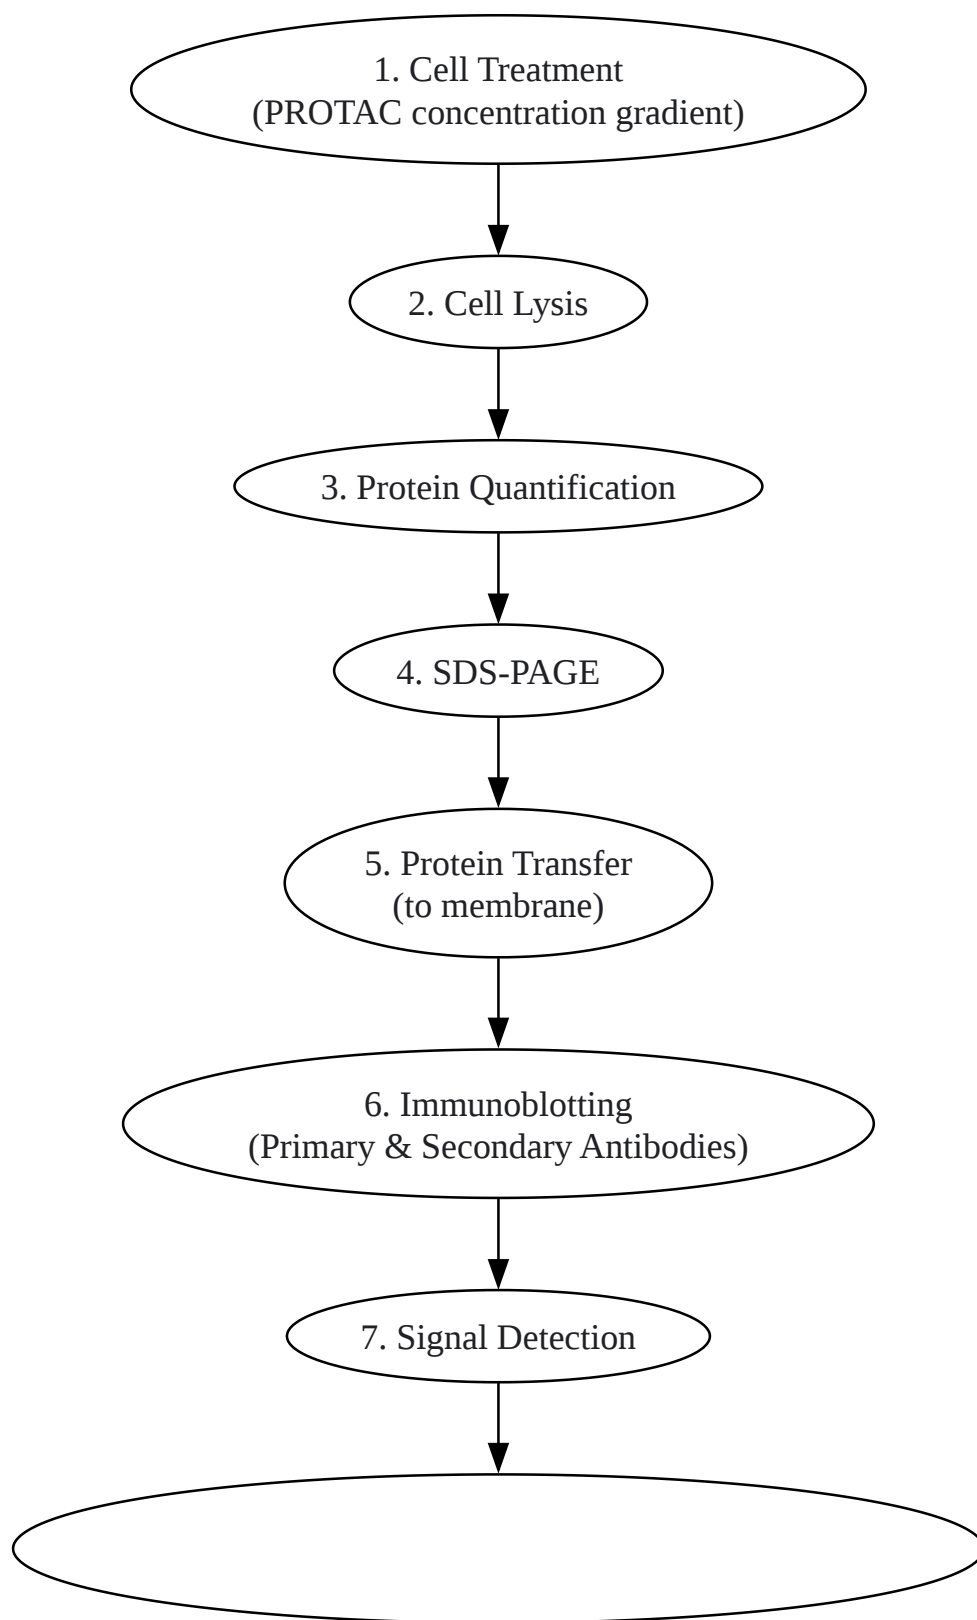 1. Cell Treatment
(PROTAC concentration gradient)
2. Cell Lysis
3. Protein Quantification
4. SDS-PAGE
5. Protein Transfer
(to membrane)
6. Immunoblotting
(Primary & Secondary Antibodies)
7. Signal Detection